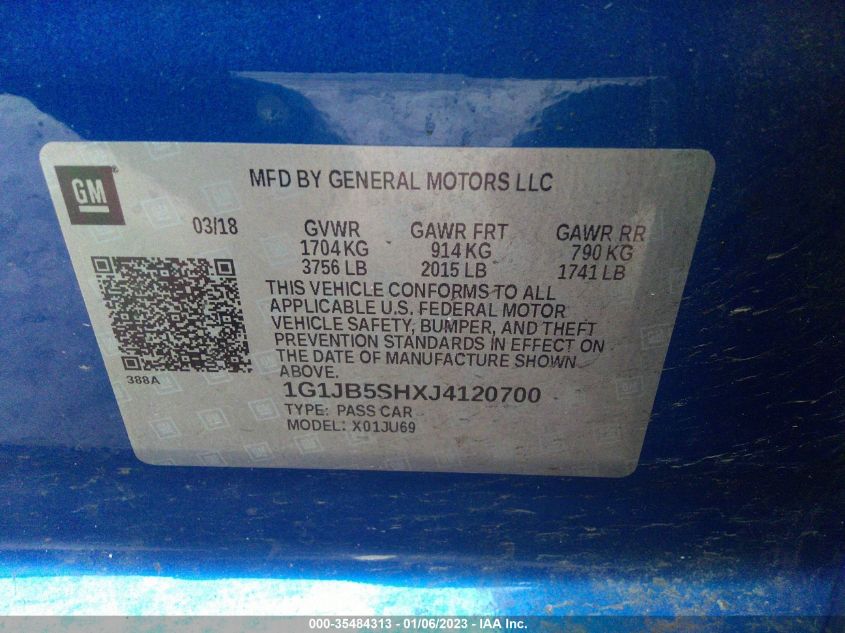 GM
MFD BY GENERAL MOTORS LLC
03/18 GVWR GAWR FRT GAWR RR
1704 KG 914 KG 790 KG
3756 LB 2015 LB 1741 LB
THIS VEHICLE CONFORMS TO ALL
APPLICABLE U.S. FEDERAL MOTOR
VEHICLE SAFETY, BUMPER, AND THEFT
PREVENTION STANDARDS IN EFFECT ON
THE DATE OF MANUFACTURE SHOWN
ABOVE.
388A
1G1JB5SHXJ4120700
TYPE: PASS CAR
MODEL: X01JU69
000-35484313 - 01/06/2023 - IAA Inc.